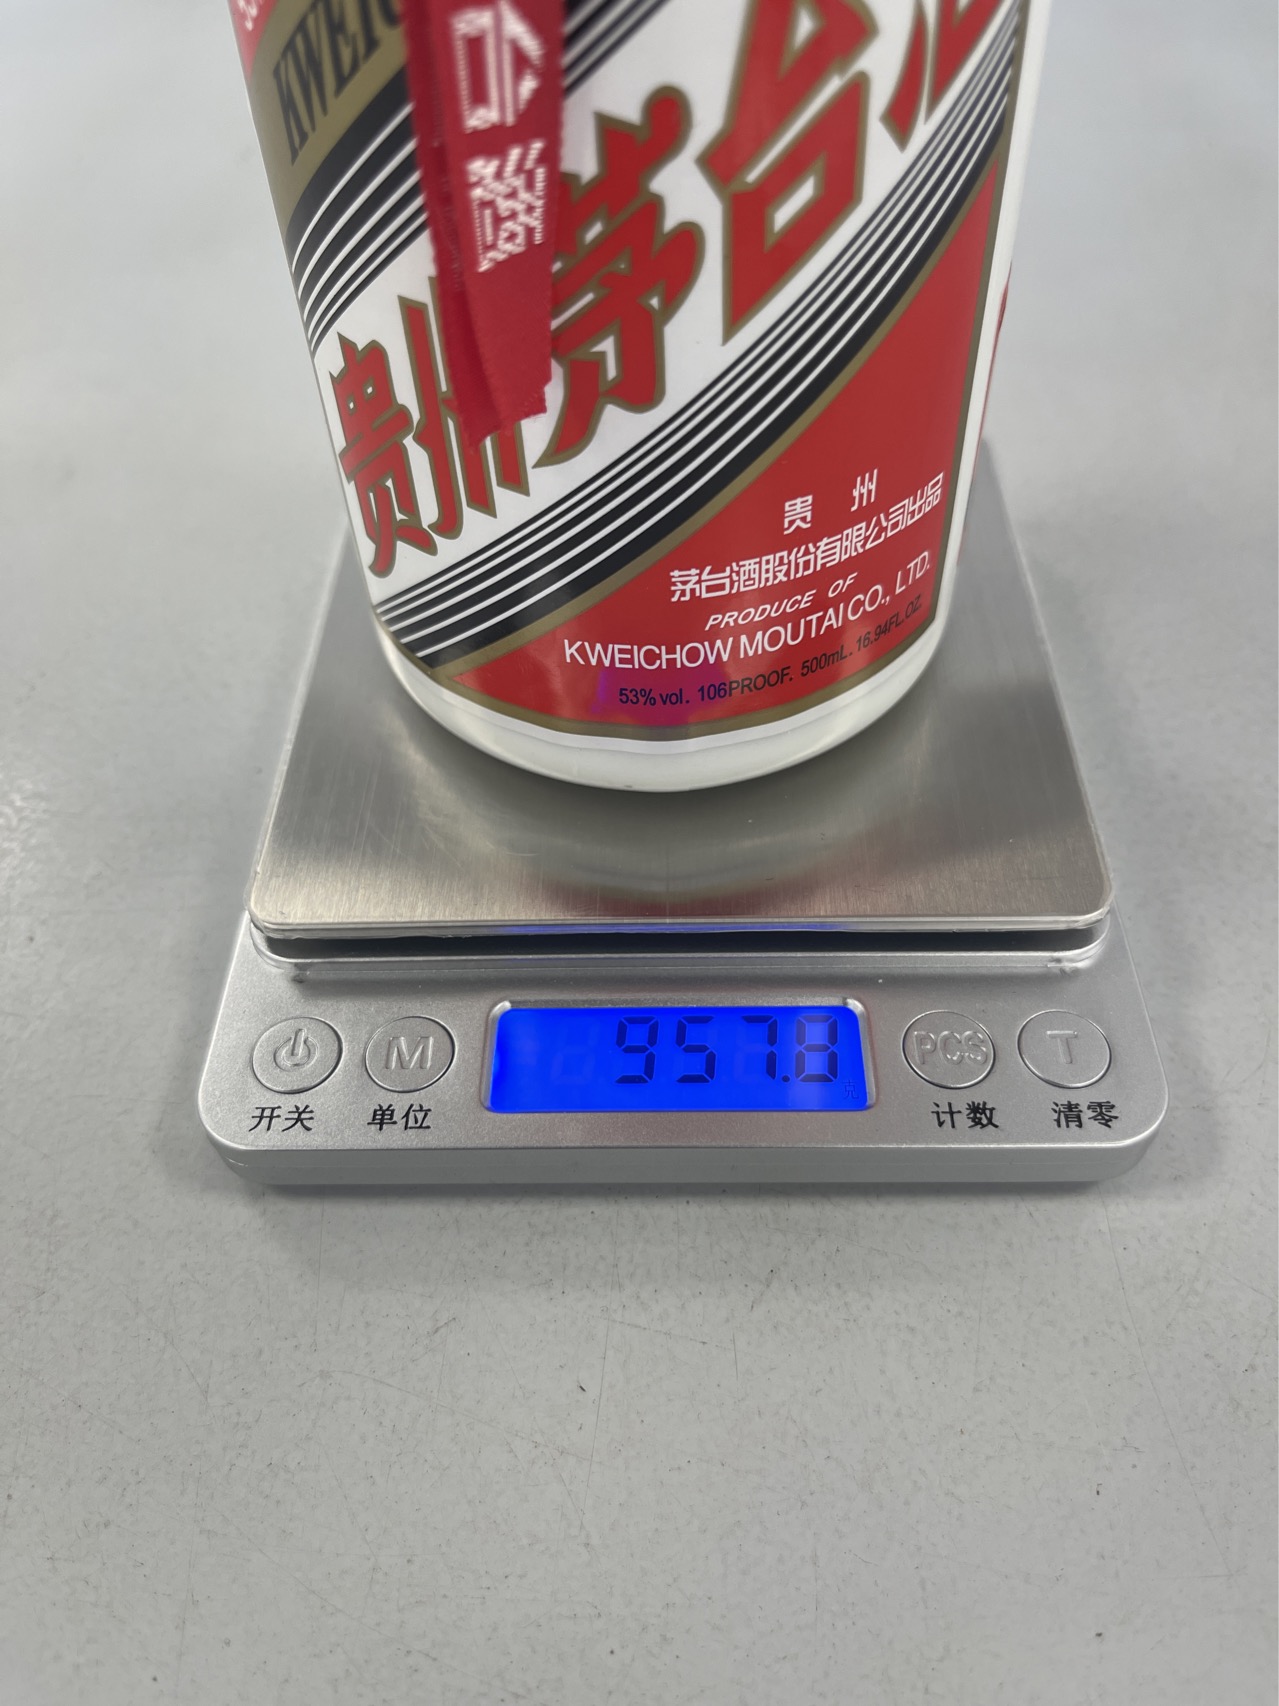 贵州茅台
贵 州
茅台酒股份有限公司出品
PRODUCE OF
KWEICHOW MOUTAI CO., LTD.
53% vol. 106PROOF. 500mL. 16.94FL.OZ.
957.8
克
M
PCS
T
开关
单位
计数
清零